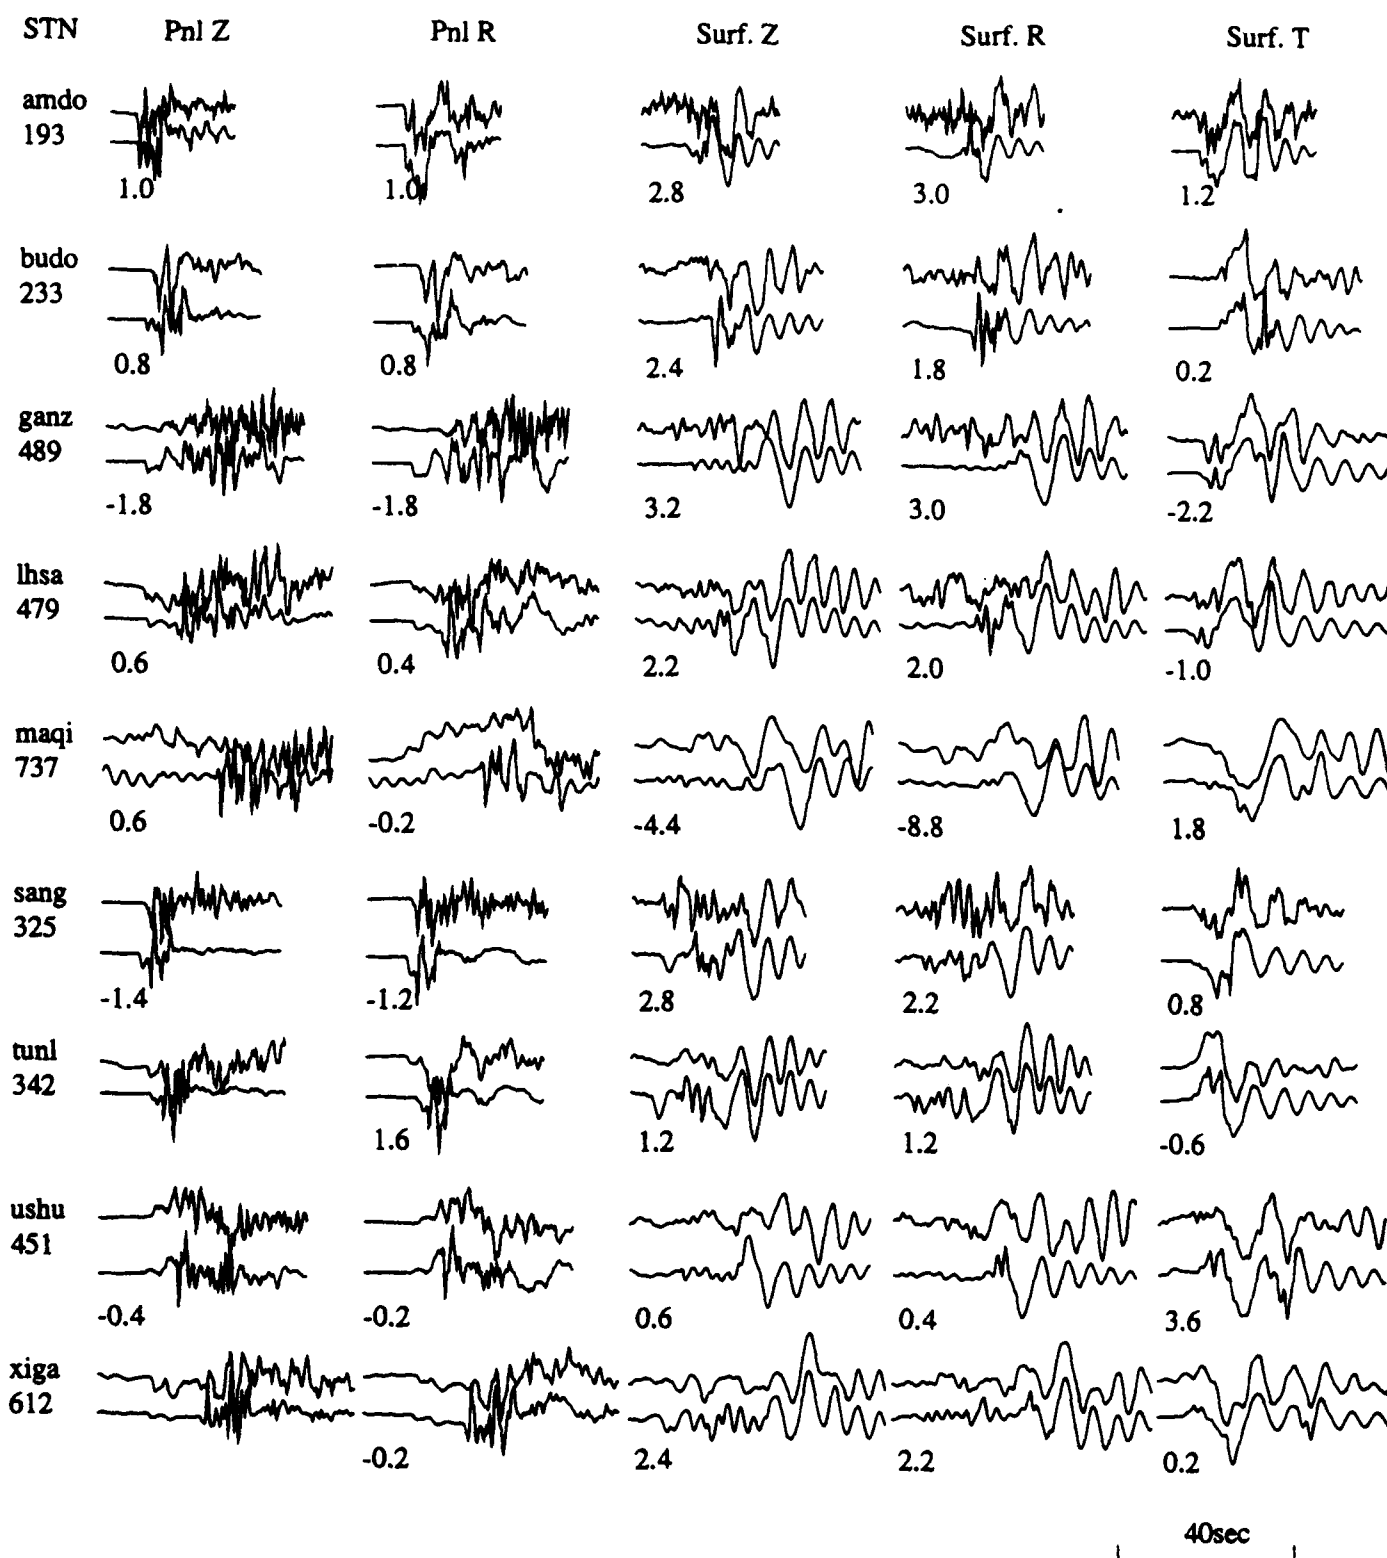 STN Pnl Z Pnl R Surf. Z Surf. R Surf. T
amdo
193
1.0 1.0 2.8 3.0 1.2
budo
233
0.8 0.8 2.4 1.8 0.2
ganz
489
-1.8 -1.8 3.2 3.0 -2.2
lhsa
479
0.6 0.4 2.2 2.0 -1.0
maqi
737
0.6 -0.2 -4.4 -8.8 1.8
sang
325
-1.4 -1.2 2.8 2.2 0.8
tunl
342
1.6 1.2 1.2 -0.6
ushu
451
-0.4 -0.2 0.6 0.4 3.6
xiga
612
-0.2 2.4 2.2 0.2
40sec